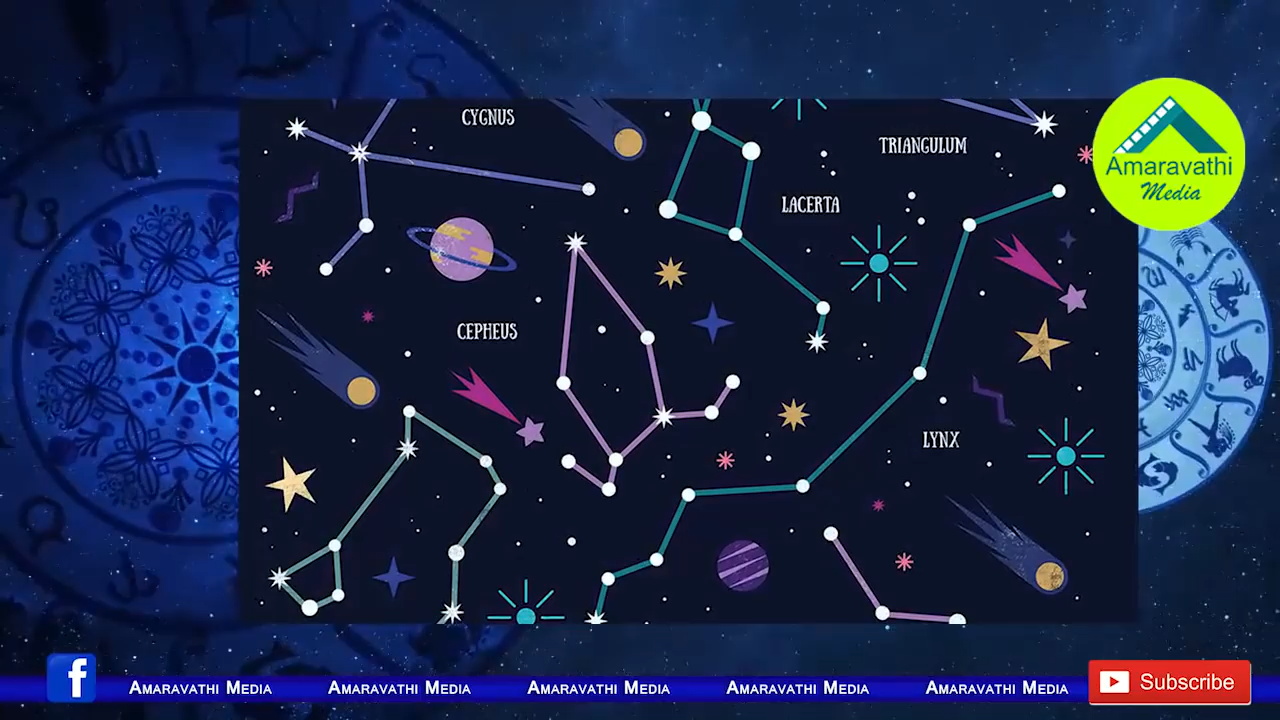 CYGNUS
TRIANGULUM
LACERTA
CEPHEUS
LYNX
Amaravathi
Media
f
AMARAVATHI MEDIA AMARAVATHI MEDIA AMARAVATHI MEDIA AMARAVATHI MEDIA AMARAVATHI MEDIA
Subscribe